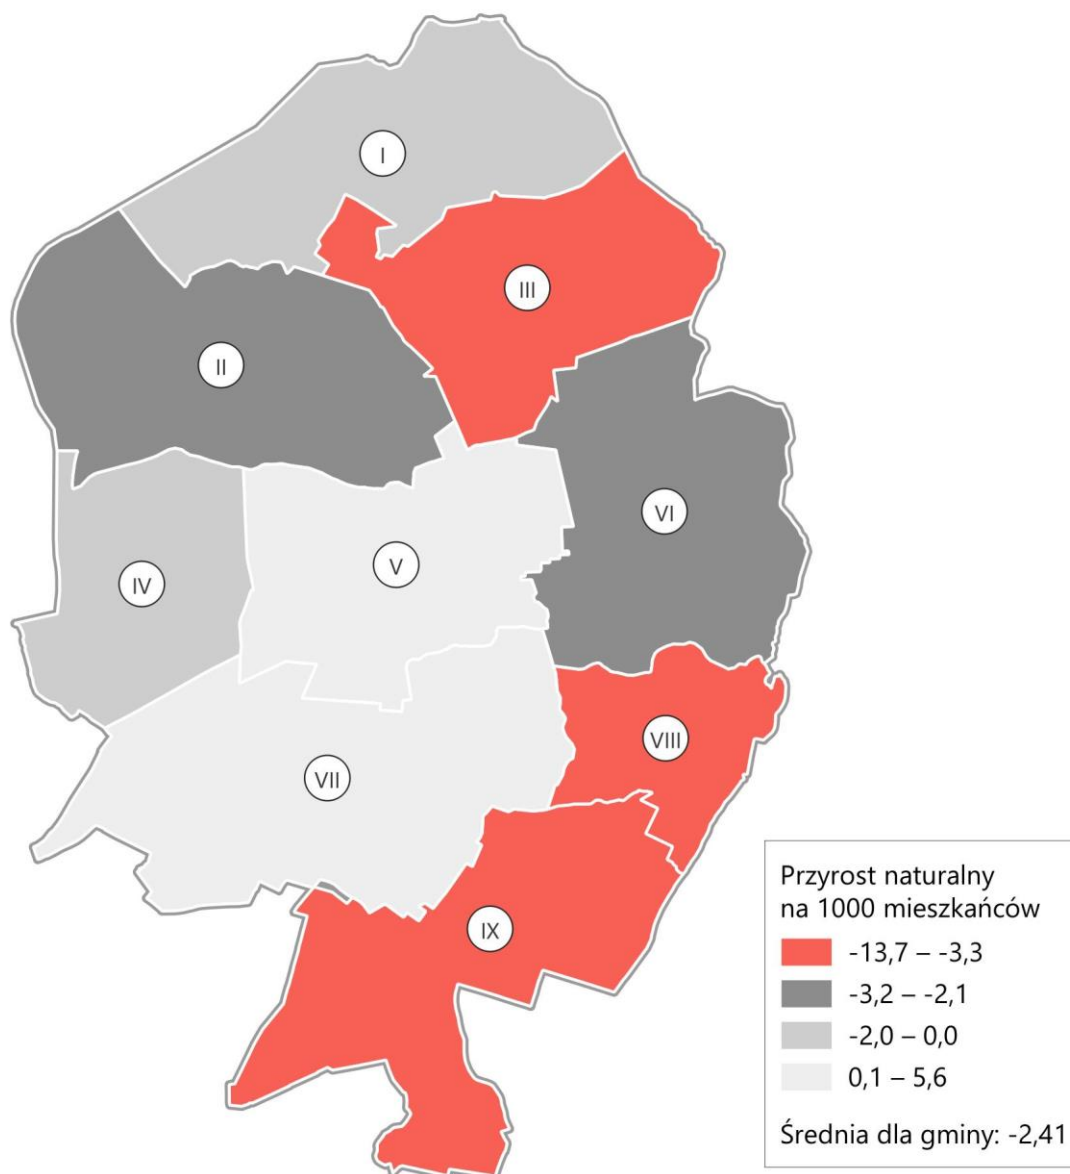 I
III
II
VI
V
IV
VIII
VII
IX
Przyrost naturalny
na 1000 mieszkańców
-13,7 – -3,3
-3,2 – -2,1
-2,0 – 0,0
0,1 – 5,6
Średnia dla gminy: -2,41